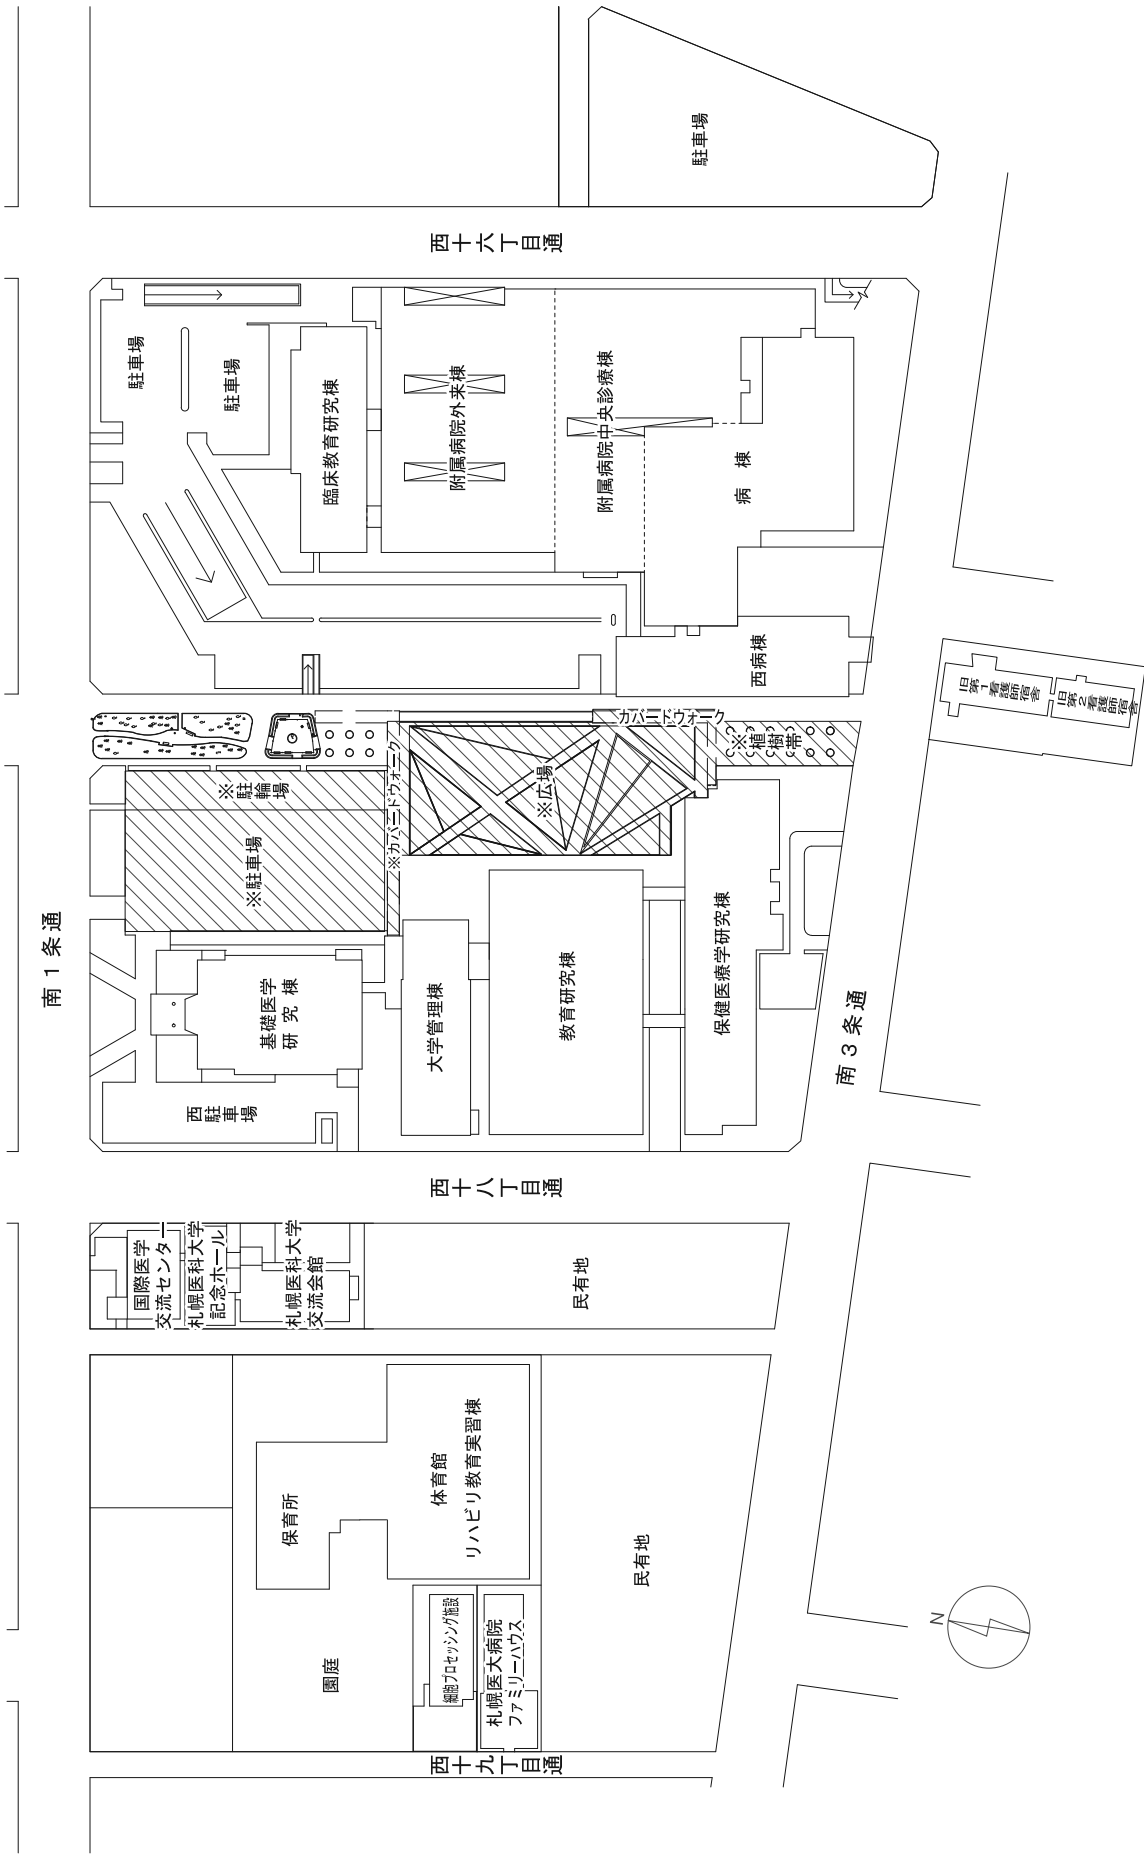 南１条通
西十九丁目通
園庭
保育所
体育館
リハビリ教育実習棟
細胞プロセッシング施設
札幌医大病院
ファミリーハウス
民有地
国際医学
交流センター
札幌医科大学
記念ホール
札幌医科大学
交流会館
民有地
西十八丁目通
西
駐車場
基礎医学
研究棟
大学管理棟
教育研究棟
保健医療学研究棟
南３条通
※駐車場
※駐輪場
※カバードウォーク
※広場
カバードウォーク
※植樹帯
駐車場
駐車場
臨床教育研究棟
附属病院外来棟
附属病院中央診療棟
病棟
西病棟
旧第１看護師宿舎
旧第２看護師宿舎
西十六丁目通
駐車場
N